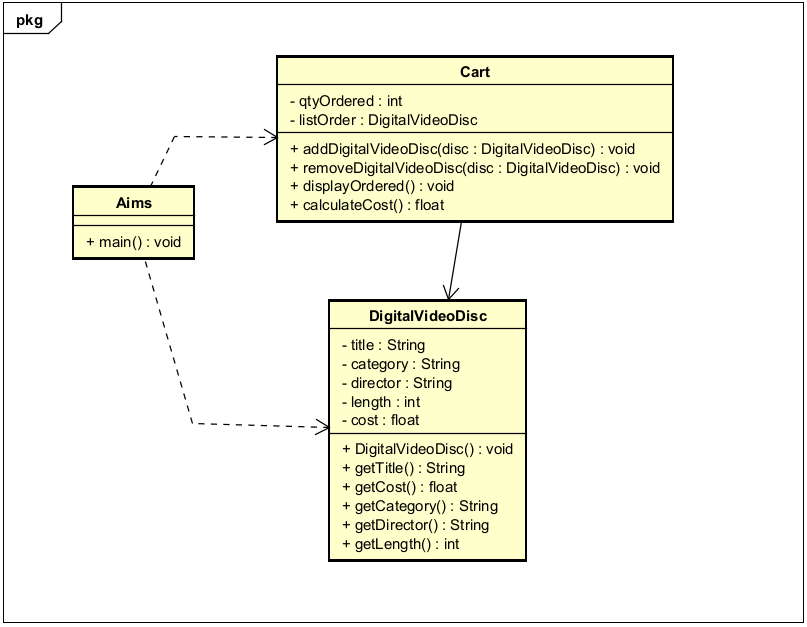 pkg
Cart
- qtyOrdered : int
- listOrder : DigitalVideoDisc
+ addDigitalVideoDisc(disc : DigitalVideoDisc) : void
+ removeDigitalVideoDisc(disc : DigitalVideoDisc) : void
+ displayOrdered() : void
+ calculateCost() : float
Aims
+ main() : void
DigitalVideoDisc
- title : String
- category : String
- director : String
- length : int
- cost : float
+ DigitalVideoDisc() : void
+ getTitle() : String
+ getCost() : float
+ getCategory() : String
+ getDirector() : String
+ getLength() : int